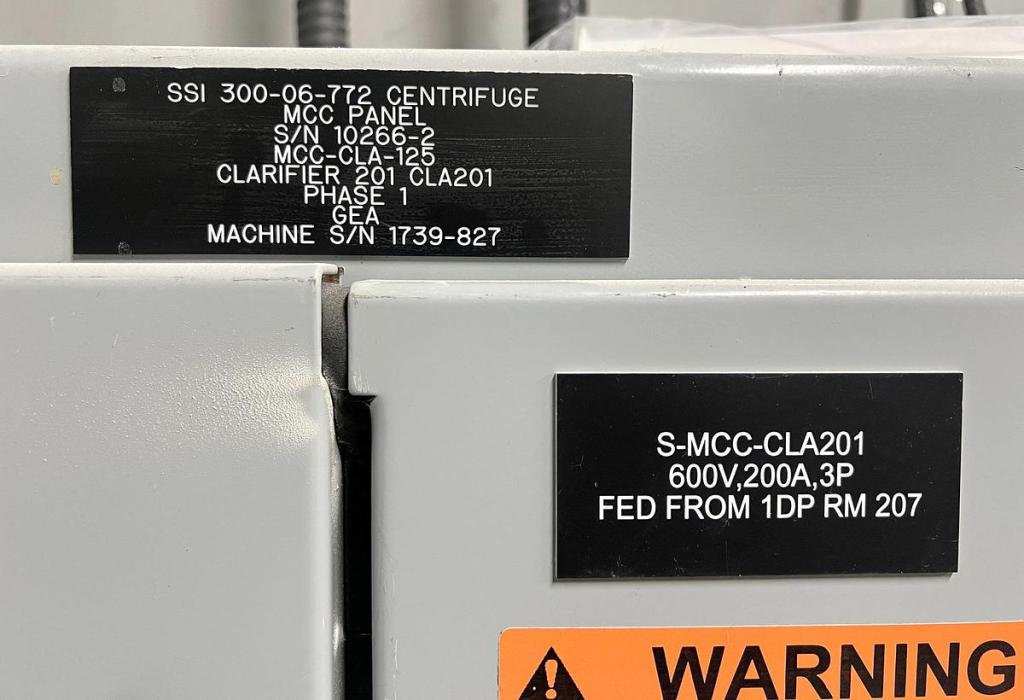 SSI 300-06-772 CENTRIFUGE
MCC PANEL
S/N 10266-2
MCC-CLA-125
CLARIFIER 201 CLA201
PHASE 1
GEA
MACHINE S/N 1739-827
S-MCC-CLA201
600V,200A,3P
FED FROM 1DP RM 207
WARNING